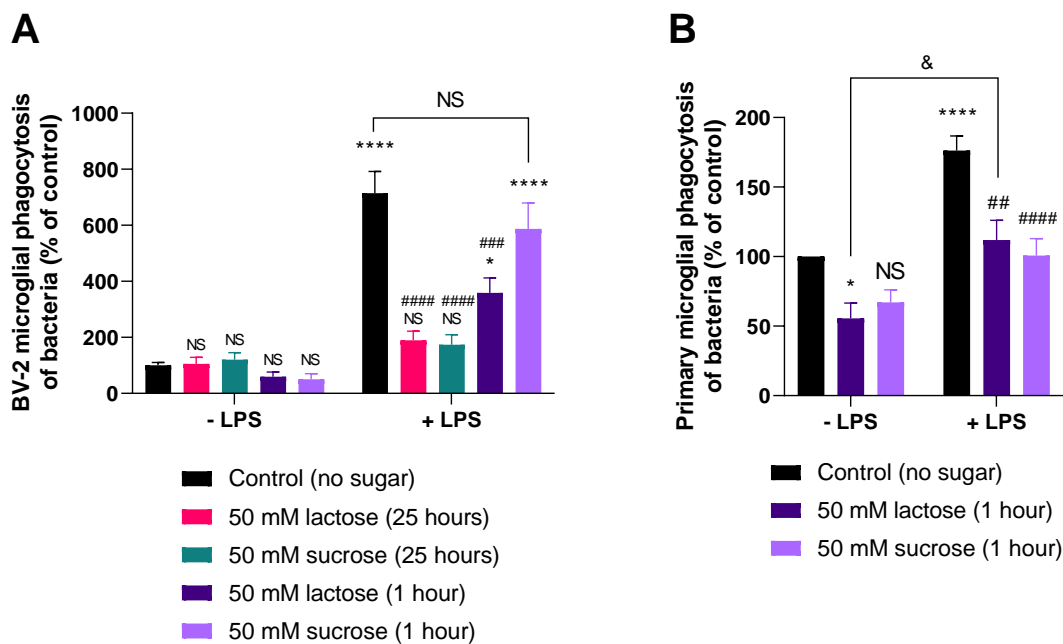 A
BV-2 microglial phagocytosis
of bacteria (% of control)
1000
800
600
400
200
0
NS
NS
NS
NS
****
####
NS
####
NS
###
*
****
NS
- LPS
+ LPS
Control (no sugar)
50 mM lactose (25 hours)
50 mM sucrose (25 hours)
50 mM lactose (1 hour)
50 mM sucrose (1 hour)
B
Primary microglial phagocytosis
of bacteria (% of control)
200
150
100
50
0
*
NS
****
##
####
&
- LPS
+ LPS
Control (no sugar)
50 mM lactose (1 hour)
50 mM sucrose (1 hour)